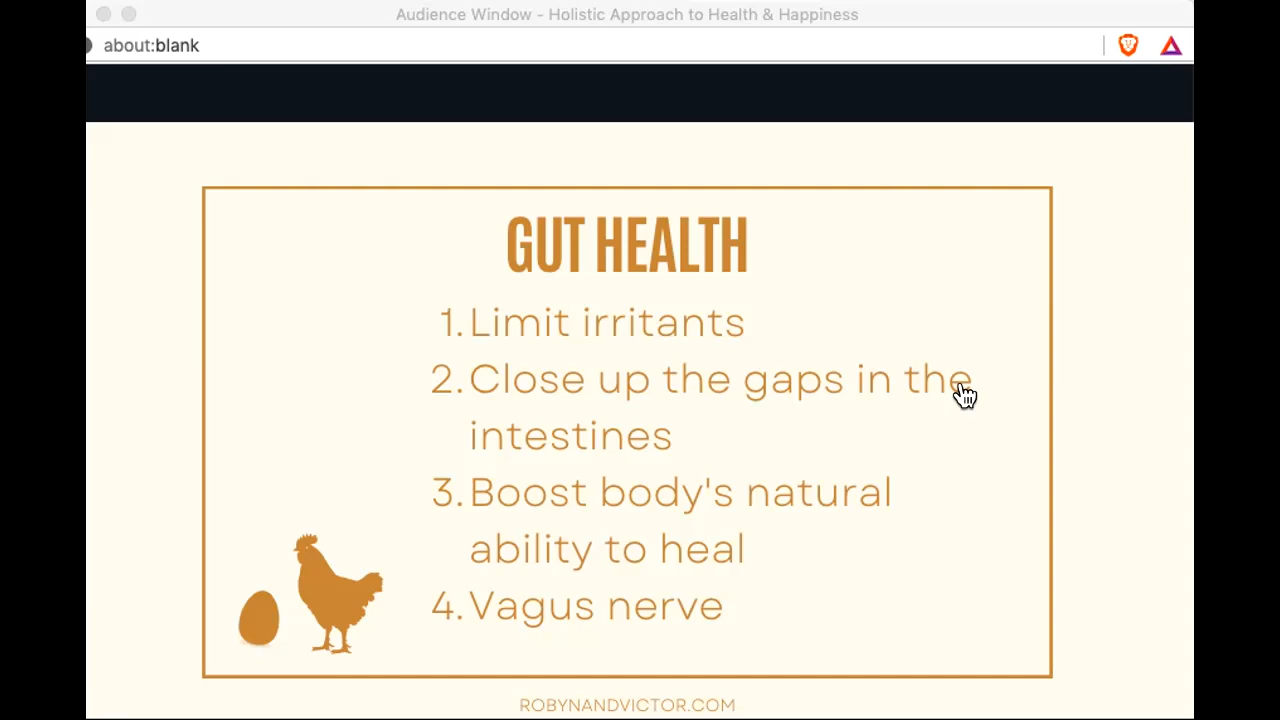 Audience Window - Holistic Approach to Health & Happiness
about:blank
GUT HEALTH
1. Limit irritants
2. Close up the gaps in the
intestines
3. Boost body's natural
ability to heal
4. Vagus nerve
ROBYNANDVICTOR.COM